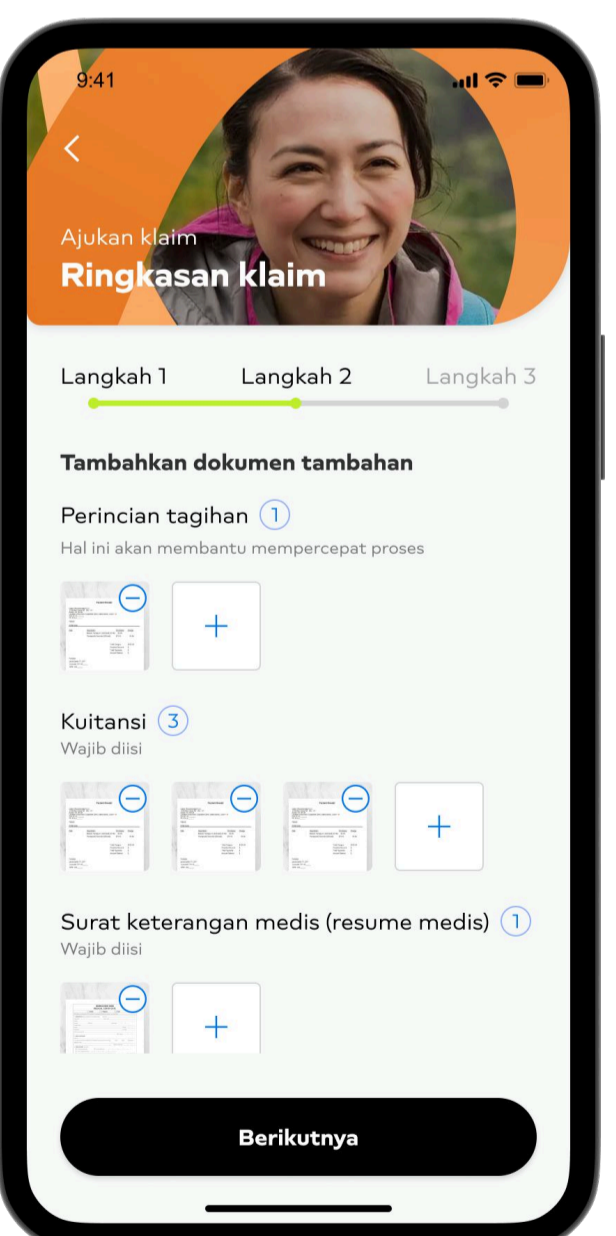 9:41
Ajukan klaim
Ringkasan klaim
Langkah 1 Langkah 2 Langkah 3
Tambahkan dokumen tambahan
Perincian tagihan 1
Hal ini akan membantu mempercepat proses
Kuitansi 3
Wajib diisi
Surat keterangan medis (resume medis) 1
Wajib diisi
Berikutnya